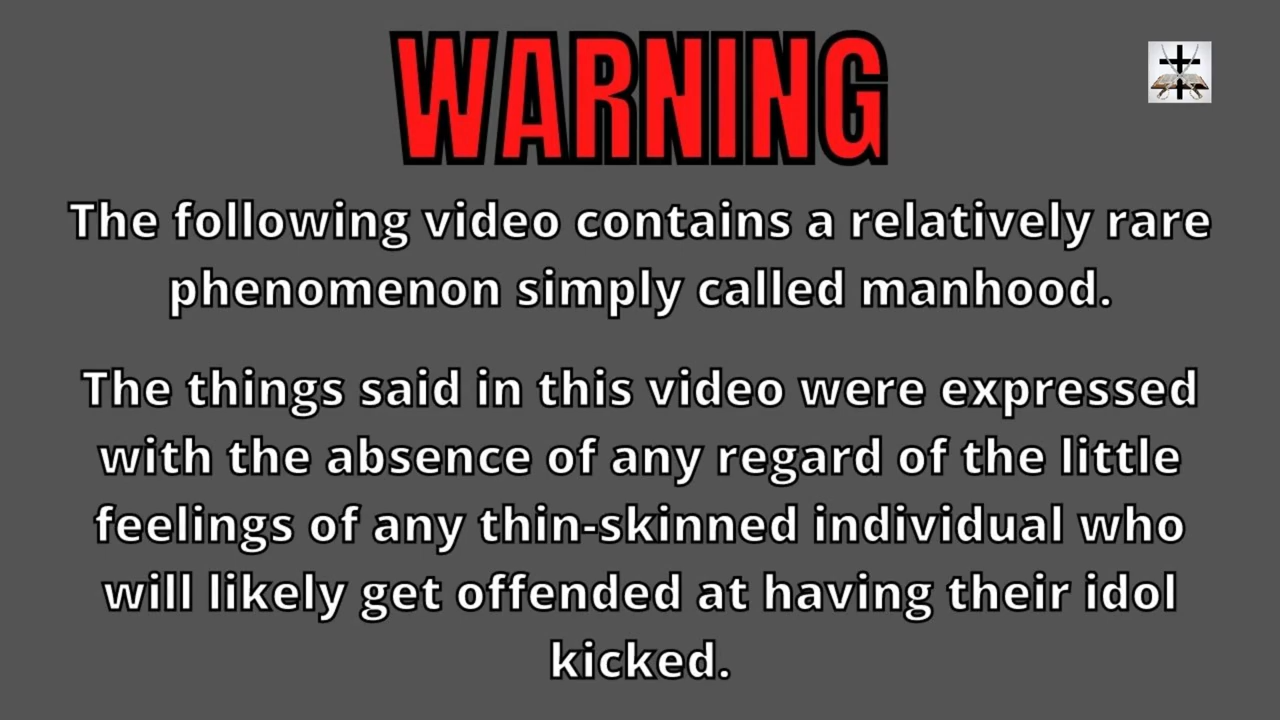 WARNING
The following video contains a relatively rare
phenomenon simply called manhood.
The things said in this video were expressed
with the absence of any regard of the little
feelings of any thin-skinned individual who
will likely get offended at having their idol
kicked.